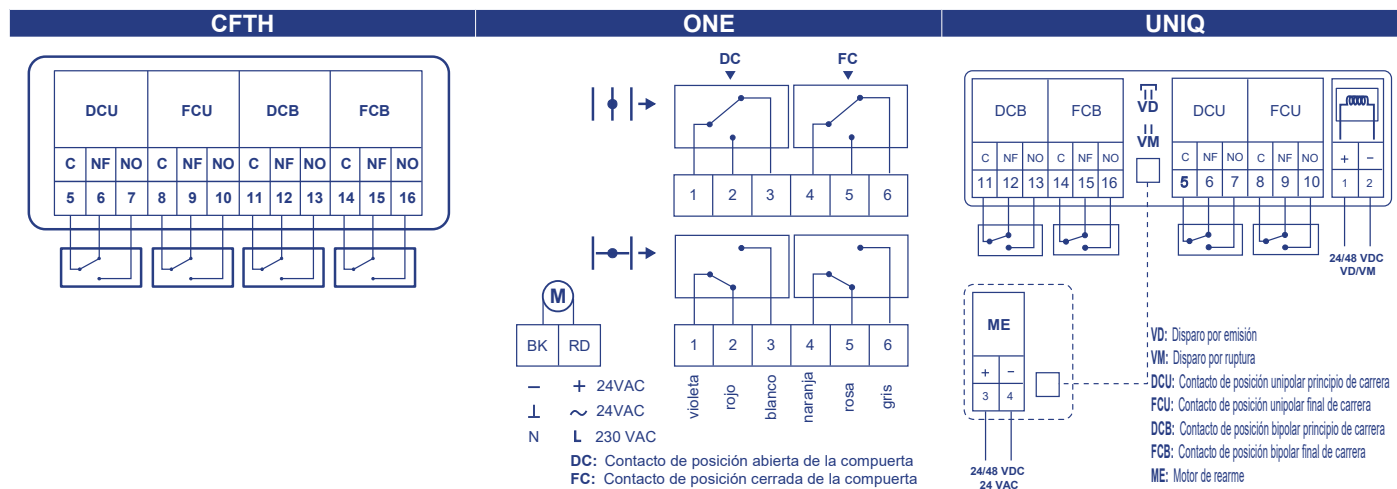 CFTH
DCU FCU DCB FCB
C NF NO C NF NO C NF NO C NF NO
5 6 7 8 9 10 11 12 13 14 15 16
ONE
DC FC
1 2 3 4 5 6
M
BK RD
1 2 3 4 5 6
violeta rojo blanco naranja rosa gris
− + 24VAC
⊥ ~ 24VAC
N L 230 VAC
DC: Contacto de posición abierta de la compuerta
FC: Contacto de posición cerrada de la compuerta
UNIQ
DCB FCB VD VM DCU FCU
C NF NO C NF NO C NF NO C NF NO + −
11 12 13 14 15 16 5 6 7 8 9 10 1 2
24/48 VDC
VD/VM
ME
+ −
3 4
24/48 VDC
24 VAC
VD: Disparo por emisión
VM: Disparo por ruptura
DCU: Contacto de posición unipolar principio de carrera
FCU: Contacto de posición unipolar final de carrera
DCB: Contacto de posición bipolar principio de carrera
FCB: Contacto de posición bipolar final de carrera
ME: Motor de rearme